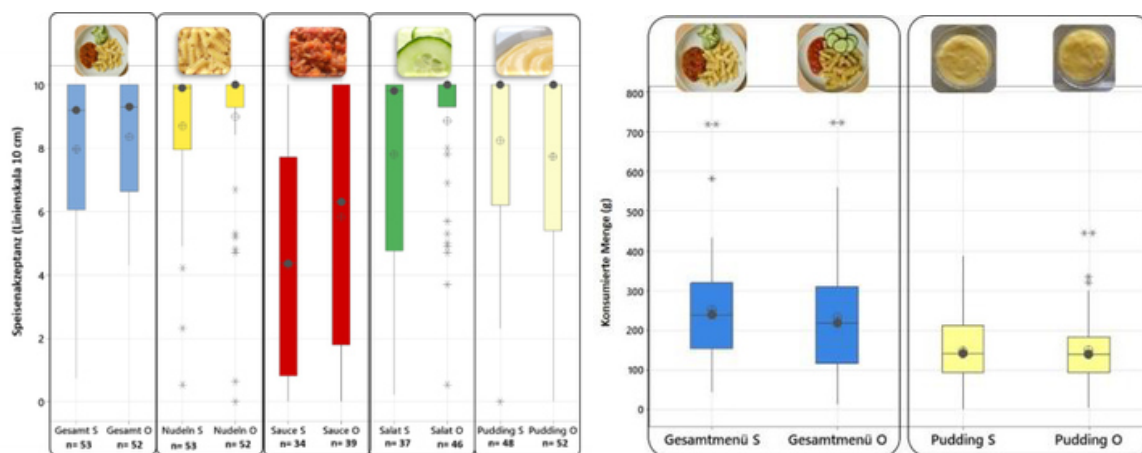 Speisenakzeptanz (Linienskala 10 cm)
10
8
6
4
2
0
Gesamt S
n= 53
Gesamt O
n= 52
Nudeln S
n= 53
Nudeln O
n= 52
Sauce S
n= 34
Sauce O
n= 39
Salat S
n= 37
Salat O
n= 46
Pudding S
n= 48
Pudding O
n= 52
Konsumierte Menge (g)
800
700
600
500
400
300
200
100
0
Gesamtmenü S
Gesamtmenü O
Pudding S
Pudding O